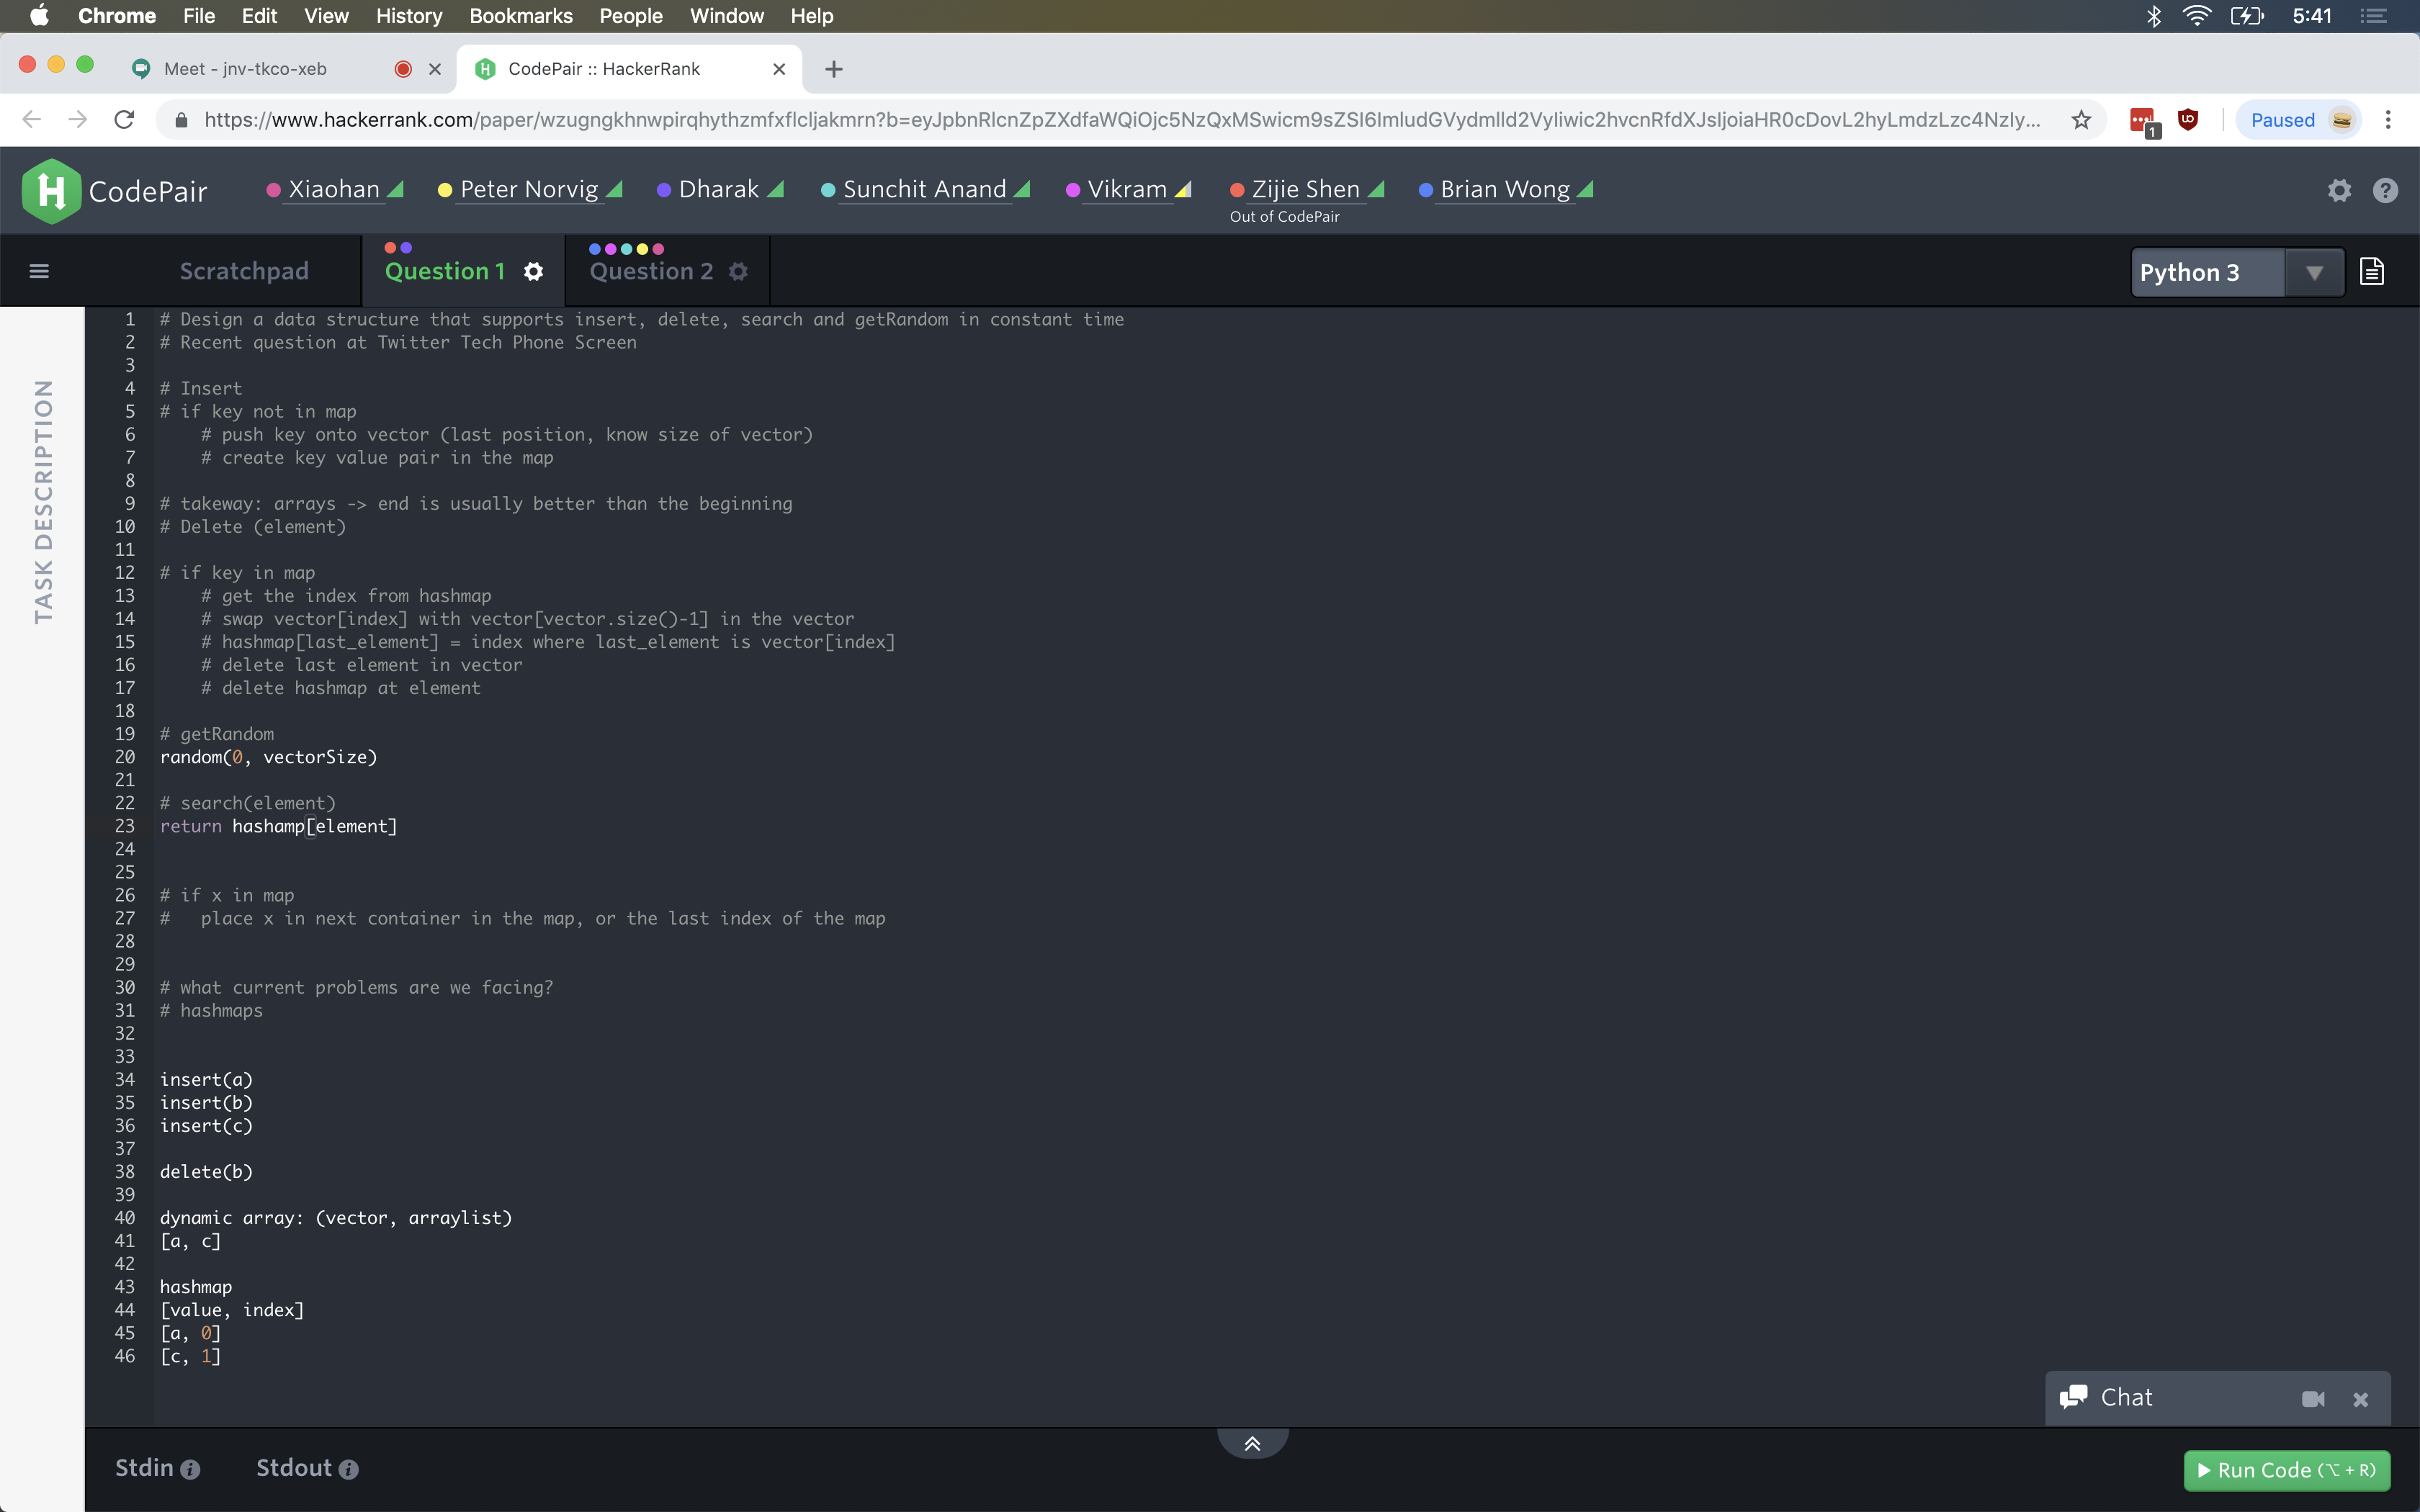 Chrome File Edit View History Bookmarks People Window Help 5:41
Meet - jnv-tkco-xeb CodePair :: HackerRank
1
Paused
H CodePair Xiaohan Peter Norvig Dharak Sunchit Anand Vikram Zijie Shen Brian Wong
Out of CodePair
Scratchpad Question 1 Question 2 Python 3
TASK DESCRIPTION
1 # Design a data structure that supports insert, delete, search and getRandom in constant time
2 # Recent question at Twitter Tech Phone Screen
3
4 # Insert
5 # if key not in map
6 # push key onto vector (last position, know size of vector)
7 # create key value pair in the map
8
9 # takeway: arrays -> end is usually better than the beginning
10 # Delete (element)
11
12 # if key in map
13 # get the index from hashmap
14 # swap vector[index] with vector[vector.size()-1] in the vector
15 # hashmap[last_element] = index where last_element is vector[index]
16 # delete last element in vector
17 # delete hashmap at element
18
19 # getRandom
20 random(0, vectorSize)
21
22 # search(element)
23 return hashamp[element]
24
25
26 # if x in map
27 # place x in next container in the map, or the last index of the map
28
29
30 # what current problems are we facing?
31 # hashmaps
32
33
34 insert(a)
35 insert(b)
36 insert(c)
37
38 delete(b)
39
40 dynamic array: (vector, arraylist)
41 [a, c]
42
43 hashmap
44 [value, index]
45 [a, 0]
46 [c, 1]
Chat
Stdin Stdout Run Code (⌥ + R)